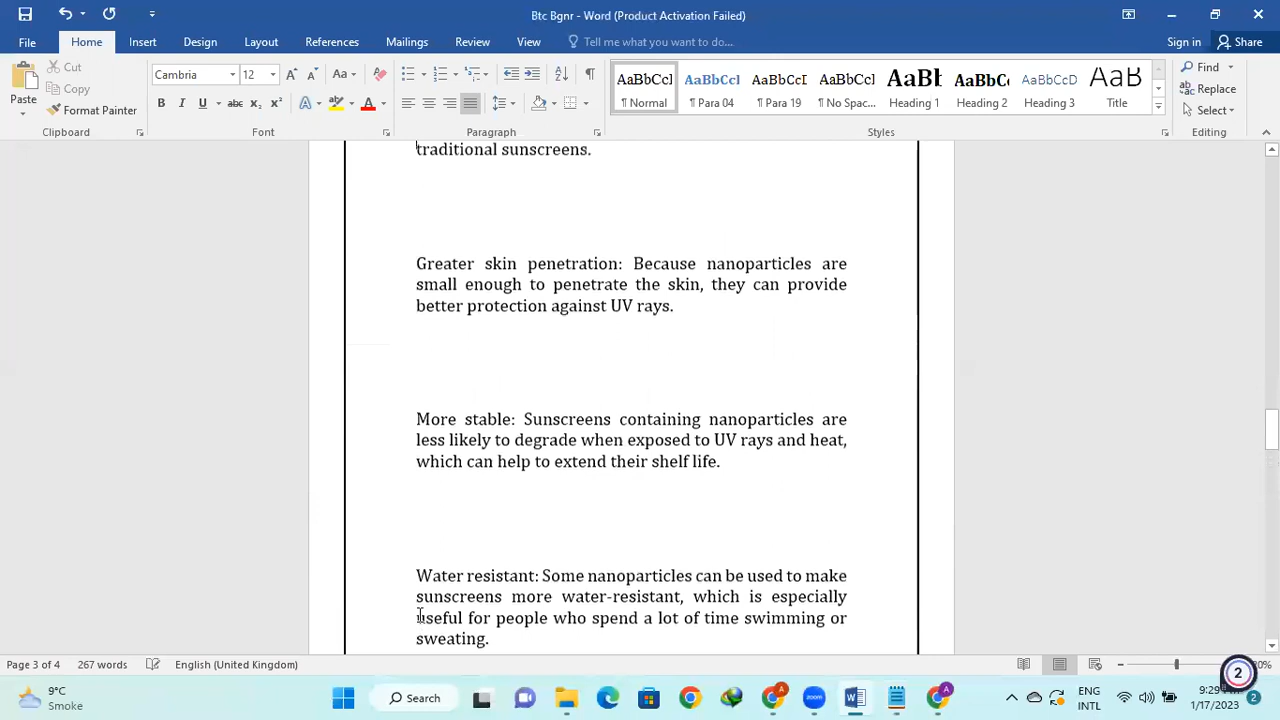 Btc Bgnr - Word (Product Activation Failed)
File Home Insert Design Layout References Mailings Review View Tell me what you want to do... Sign in Share
Paste
Cut
Copy
Format Painter
Clipboard
Cambria 12
Font
Paragraph
AaBbCcI AaBbCcI AaBbCcI AaBbCcI AaBl AaBbCc AaBbCcD AaB
¶ Normal ¶ Para 04 ¶ Para 19 ¶ No Spac... Heading 1 Heading 2 Heading 3 Title
Styles
Find
Replace
Select
Editing
traditional sunscreens.
Greater skin penetration: Because nanoparticles are
small enough to penetrate the skin, they can provide
better protection against UV rays.
More stable: Sunscreens containing nanoparticles are
less likely to degrade when exposed to UV rays and heat,
which can help to extend their shelf life.
Water resistant: Some nanoparticles can be used to make
sunscreens more water-resistant, which is especially
useful for people who spend a lot of time swimming or
sweating.
Page 3 of 4 267 words English (United Kingdom)
9°C
Smoke
Search
ENG
INTL
1/17/2023
2
2